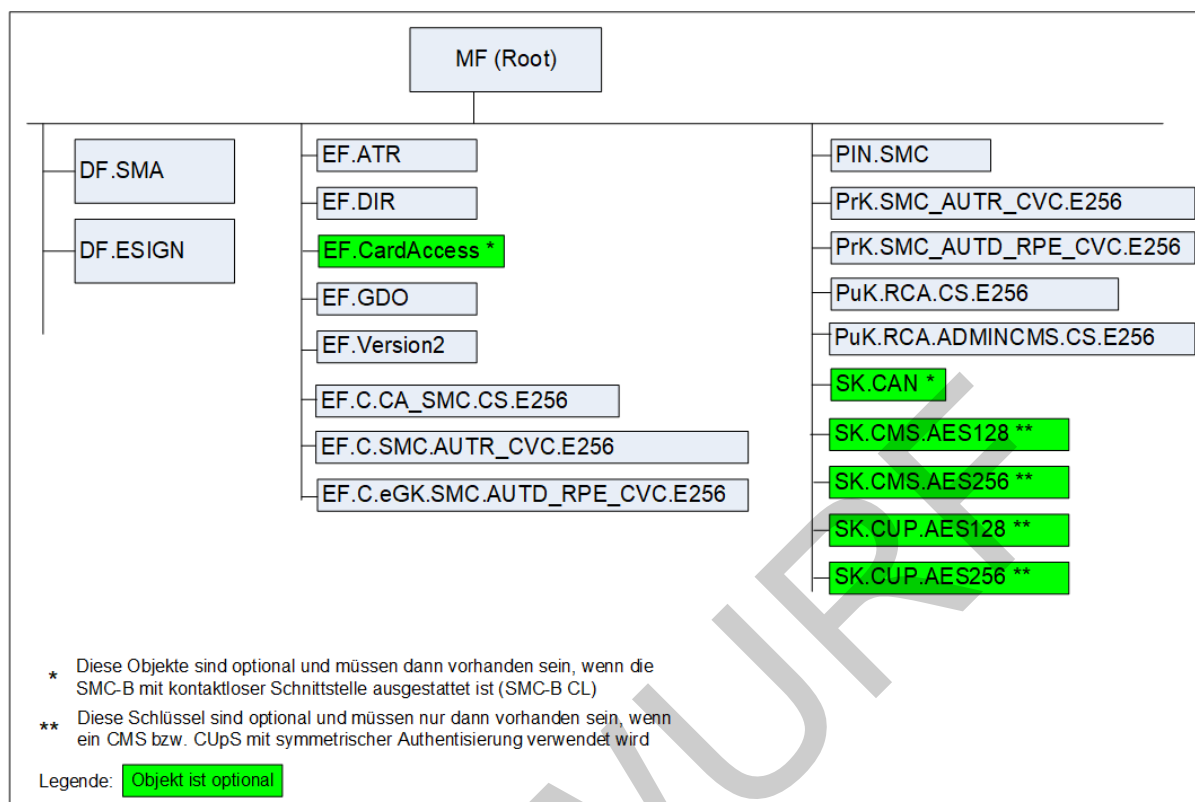 MF (Root)
DF.SMA
DF.ESIGN
EF.ATR
EF.DIR
EF.CardAccess *
EF.GDO
EF.Version2
EF.C.CA_SMC.CS.E256
EF.C.SMC.AUTR_CVC.E256
EF.C.eGK.SMC.AUTD_RPE_CVC.E256
PIN.SMC
PrK.SMC_AUTR_CVC.E256
PrK.SMC_AUTD_RPE_CVC.E256
PuK.RCA.CS.E256
PuK.RCA.ADMINCMS.CS.E256
SK.CAN *
SK.CMS.AES128 **
SK.CMS.AES256 **
SK.CUP.AES128 **
SK.CUP.AES256 **
* Diese Objekte sind optional und müssen dann vorhanden sein, wenn die
SMC-B mit kontaktloser Schnittstelle ausgestattet ist (SMC-B CL)
** Diese Schlüssel sind optional und müssen nur dann vorhanden sein, wenn
ein CMS bzw. CUpS mit symmetrischer Authentisierung verwendet wird
Legende: Objekt ist optional